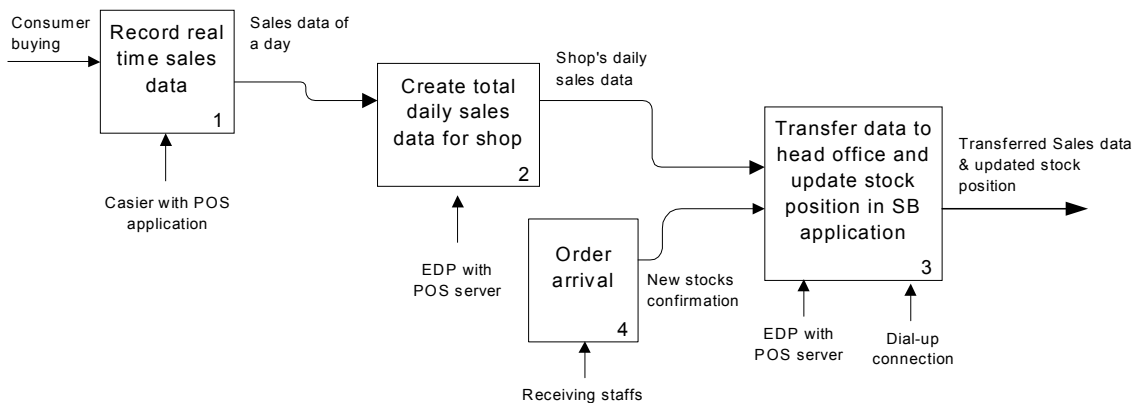 Consumer
buying
Record real
time sales
data
1
Sales data of
a day
Casier with POS
application
Create total
daily sales
data for shop
2
Shop's daily
sales data
EDP with
POS server
Order
arrival
4
New stocks
confirmation
Receiving staffs
Transfer data to
head office and
update stock
position in SB
application
3
Transferred Sales data
& updated stock
position
EDP with
POS server
Dial-up
connection